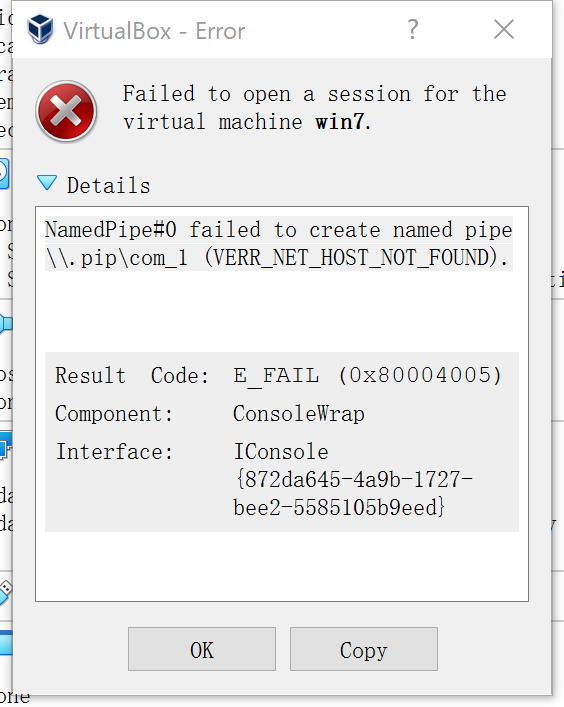 VirtualBox - Error
?
Failed to open a session for the
virtual machine win7.
Details
NamedPipe#0 failed to create named pipe
\\.pip\com_1 (VERR_NET_HOST_NOT_FOUND).
Result Code: E_FAIL (0x80004005)
Component: ConsoleWrap
Interface: IConsole
{872da645-4a9b-1727-
bee2-5585105b9eed}
OK
Copy